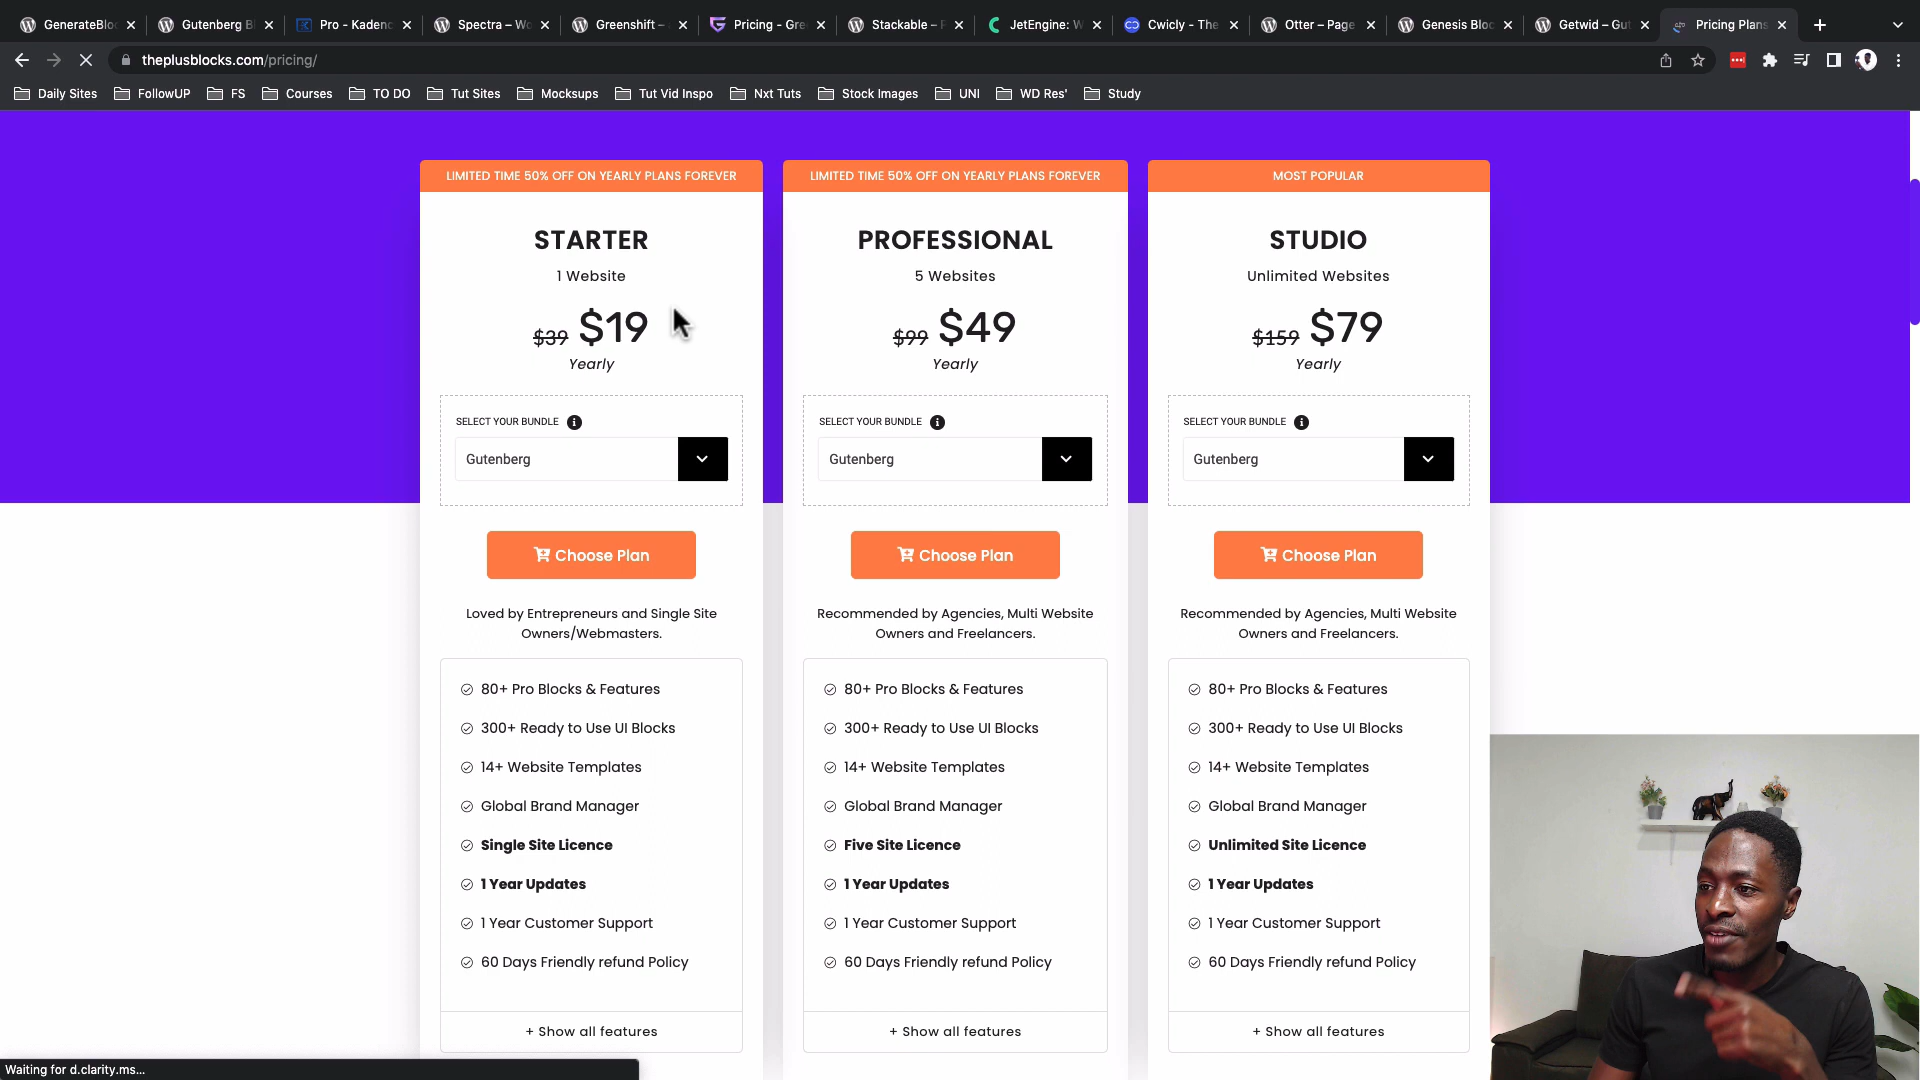 GenerateBloc
Gutenberg B
Pro - Kadenc
Spectra – Wo
Greenshift –
Pricing - Gre
Stackable – P
JetEngine: W
Cwicly - The
Otter – Page
Genesis Bloc
Getwid – Gut
Pricing Plans
theplusblocks.com/pricing/
Daily Sites
FollowUP
FS
Courses
TO DO
Tut Sites
Mocksups
Tut Vid Inspo
Nxt Tuts
Stock Images
UNI
WD Res'
Study
LIMITED TIME 50% OFF ON YEARLY PLANS FOREVER
STARTER
1 Website
$39 $19
Yearly
SELECT YOUR BUNDLE
Gutenberg
Choose Plan
Loved by Entrepreneurs and Single Site
Owners/Webmasters.
80+ Pro Blocks & Features
300+ Ready to Use UI Blocks
14+ Website Templates
Global Brand Manager
Single Site Licence
1 Year Updates
1 Year Customer Support
60 Days Friendly refund Policy
+ Show all features
LIMITED TIME 50% OFF ON YEARLY PLANS FOREVER
PROFESSIONAL
5 Websites
$99 $49
Yearly
SELECT YOUR BUNDLE
Gutenberg
Choose Plan
Recommended by Agencies, Multi Website
Owners and Freelancers.
80+ Pro Blocks & Features
300+ Ready to Use UI Blocks
14+ Website Templates
Global Brand Manager
Five Site Licence
1 Year Updates
1 Year Customer Support
60 Days Friendly refund Policy
+ Show all features
MOST POPULAR
STUDIO
Unlimited Websites
$159 $79
Yearly
SELECT YOUR BUNDLE
Gutenberg
Choose Plan
Recommended by Agencies, Multi Website
Owners and Freelancers.
80+ Pro Blocks & Features
300+ Ready to Use UI Blocks
14+ Website Templates
Global Brand Manager
Unlimited Site Licence
1 Year Updates
1 Year Customer Support
60 Days Friendly refund Policy
+ Show all features
Waiting for d.clarity.ms...